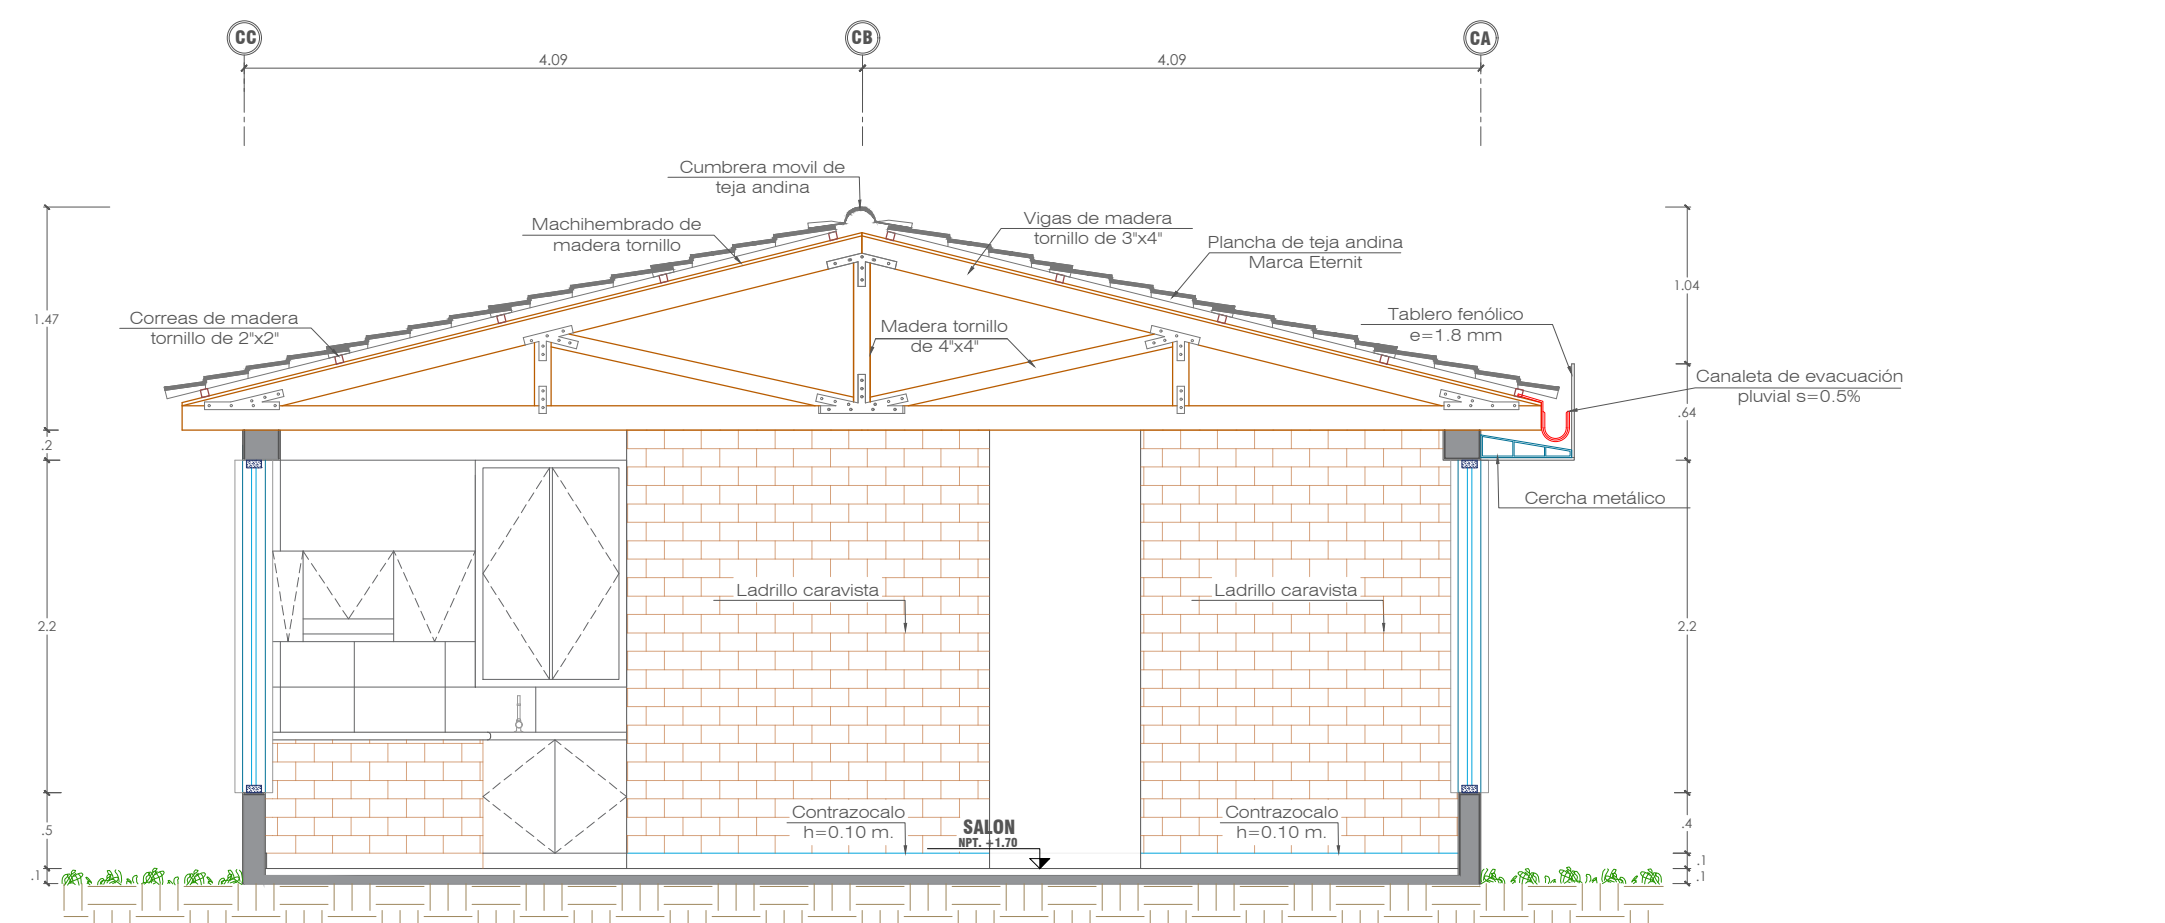 CC
CB
CA
4.09
4.09
Cumbrera movil de
teja andina
Machihembrado de
madera tornillo
Vigas de madera
tornillo de 3"x4"
Plancha de teja andina
Marca Eternit
1.47
1.04
Correas de madera
tornillo de 2"x2"
Madera tornillo
de 4"x4"
Tablero fenólico
e=1.8 mm
Canaleta de evacuación
pluvial s=0.5%
.64
.2
Cercha metálico
Ladrillo caravista
Ladrillo caravista
2.2
2.2
Contrazocalo
h=0.10 m.
SALON
NPT. +1.70
Contrazocalo
h=0.10 m.
.5
.4
.1
.1
.1